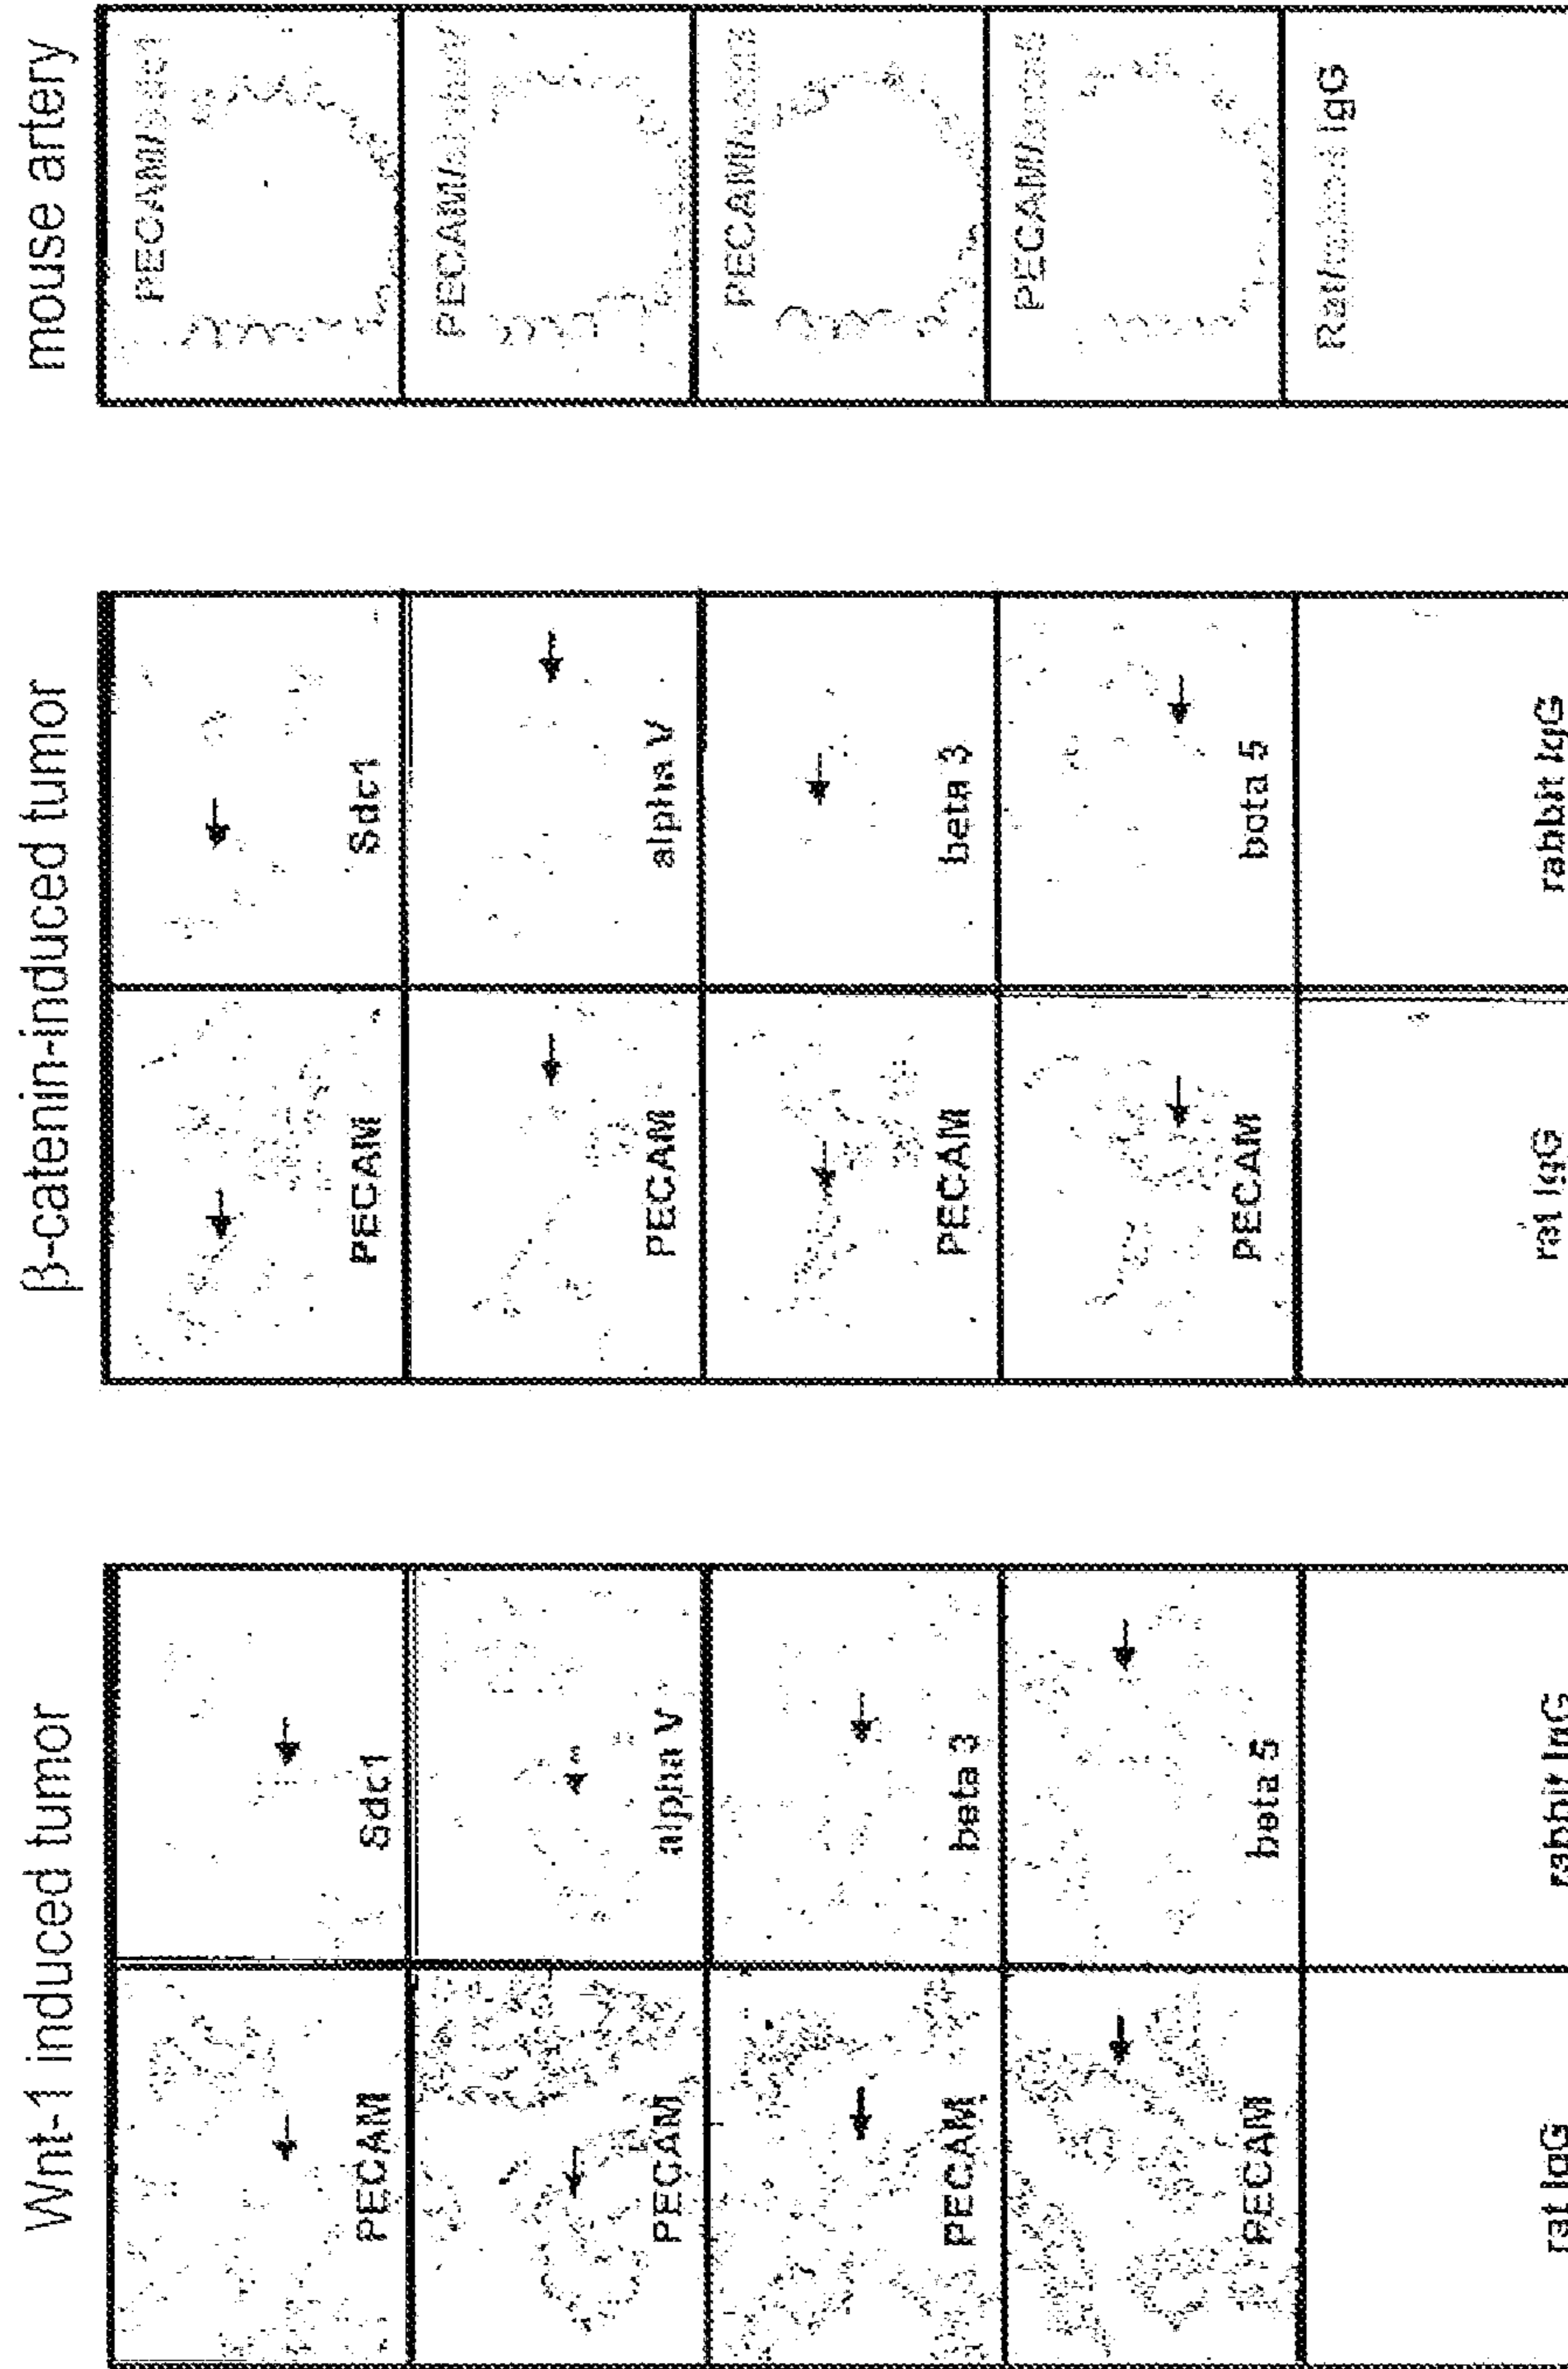 Wnt-1 induced tumor
PECAM
Sdc1
PECAM
alpha V
PECAM
beta 3
PECAM
beta 5
rat IgG
rabbit IgG
β-catenin-induced tumor
PECAM
Sdc1
PECAM
alpha V
PECAM
beta 3
PECAM
beta 5
rat IgG
rabbit IgG
mouse artery
PECAM/sdc1
PECAM/
PECAM/
PECAM/
Rat/ IgG